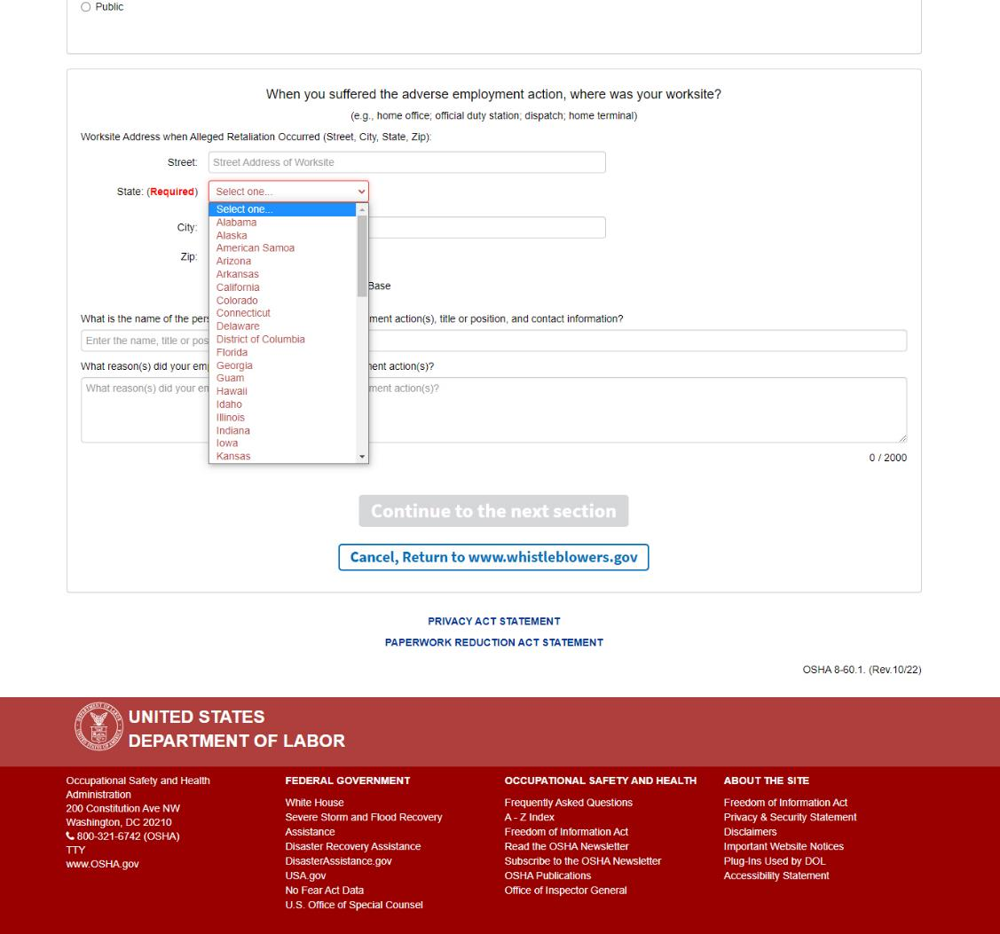 Public
When you suffered the adverse employment action, where was your worksite?
(e.g., home office; official duty station; dispatch; home terminal)
Worksite Address when Alleged Retaliation Occurred (Street, City, State, Zip):
Street: Street Address of Worksite
State: (Required) Select one...
Select one...
Alabama
Alaska
American Samoa
Arizona
Arkansas
California
Colorado
Connecticut
Delaware
District of Columbia
Florida
Georgia
Guam
Hawaii
Idaho
Illinois
Indiana
Iowa
Kansas
City:
Zip:
Base
What is the name of the pers ment action(s), title or position, and contact information?
Enter the name, title or pos
What reason(s) did your emp ment action(s)?
What reason(s) did your en ment action(s)?
0 / 2000
Continue to the next section
Cancel, Return to www.whistleblowers.gov
PRIVACY ACT STATEMENT
PAPERWORK REDUCTION ACT STATEMENT
OSHA 8-60.1. (Rev.10/22)
UNITED STATES
DEPARTMENT OF LABOR
Occupational Safety and Health
Administration
200 Constitution Ave NW
Washington, DC 20210
800-321-6742 (OSHA)
TTY
www.OSHA.gov
FEDERAL GOVERNMENT
White House
Severe Storm and Flood Recovery
Assistance
Disaster Recovery Assistance
DisasterAssistance.gov
USA.gov
No Fear Act Data
U.S. Office of Special Counsel
OCCUPATIONAL SAFETY AND HEALTH
Frequently Asked Questions
A - Z Index
Freedom of Information Act
Read the OSHA Newsletter
Subscribe to the OSHA Newsletter
OSHA Publications
Office of Inspector General
ABOUT THE SITE
Freedom of Information Act
Privacy & Security Statement
Disclaimers
Important Website Notices
Plug-Ins Used by DOL
Accessibility Statement